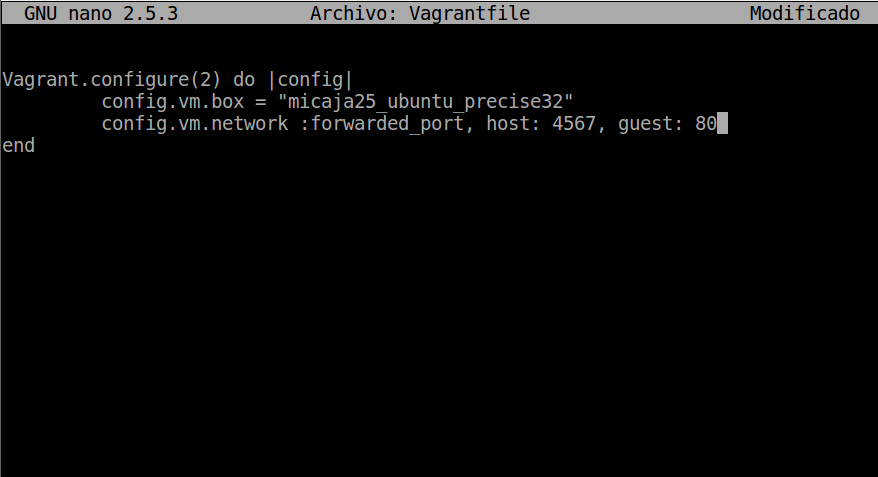 GNU nano 2.5.3 Archivo: Vagrantfile Modificado
Vagrant.configure(2) do |config|
config.vm.box = "micaja25_ubuntu_precise32"
config.vm.network :forwarded_port, host: 4567, guest: 80
end